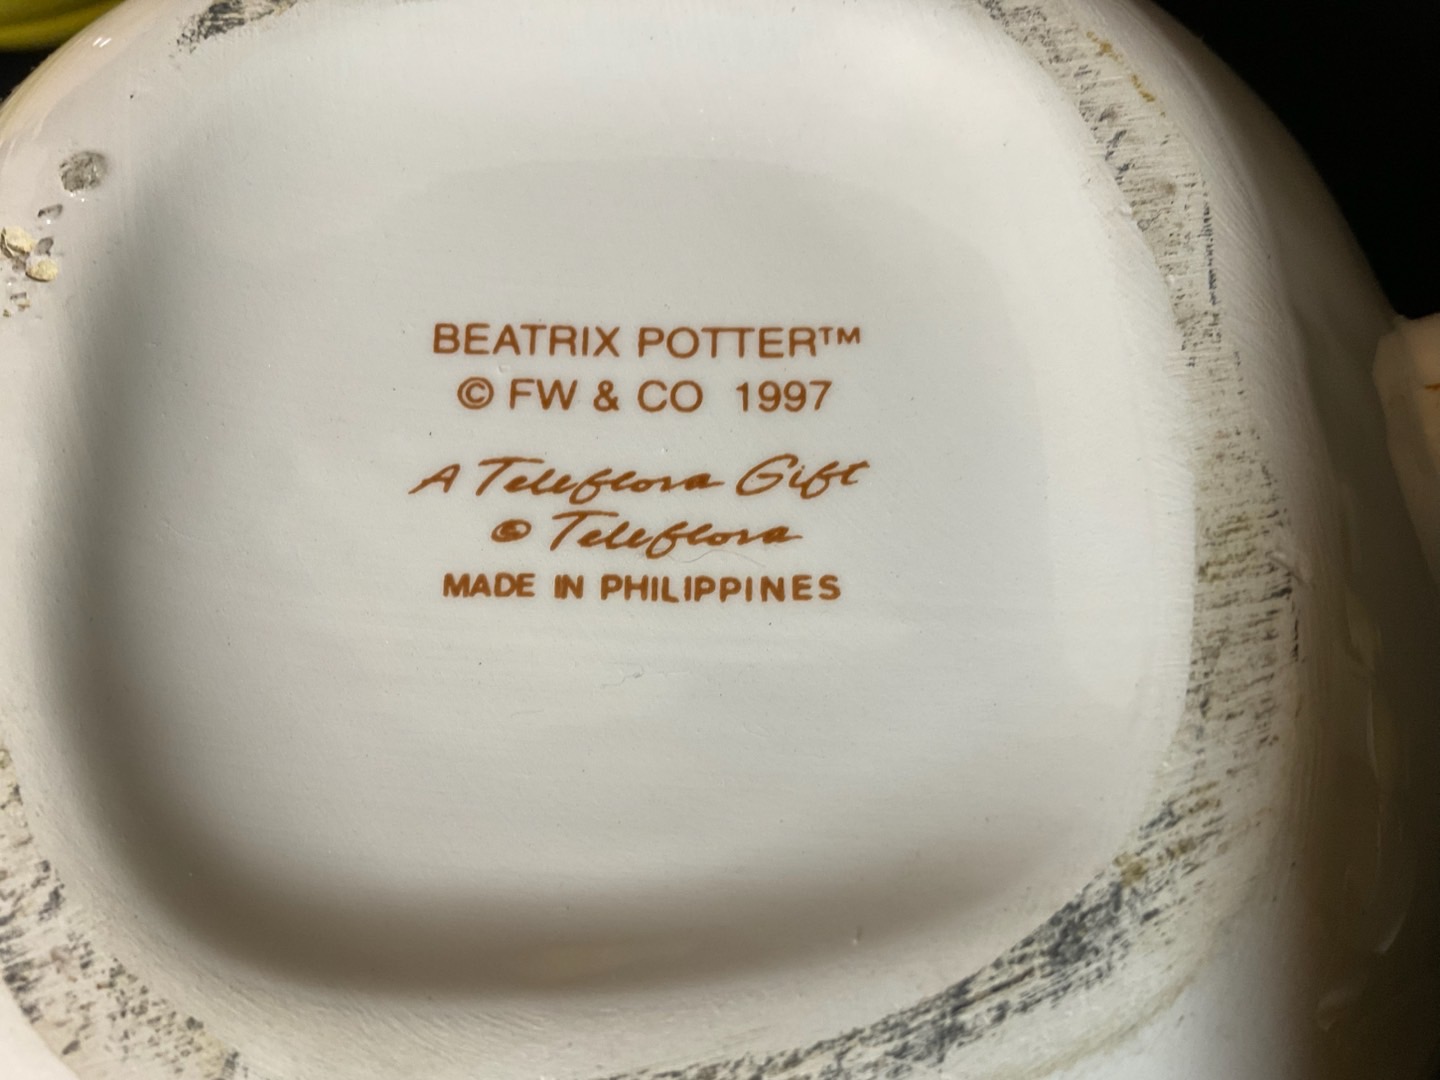 BEATRIX POTTER™
© FW & CO 1997
A Teleflora Gift
© Teleflora
MADE IN PHILIPPINES